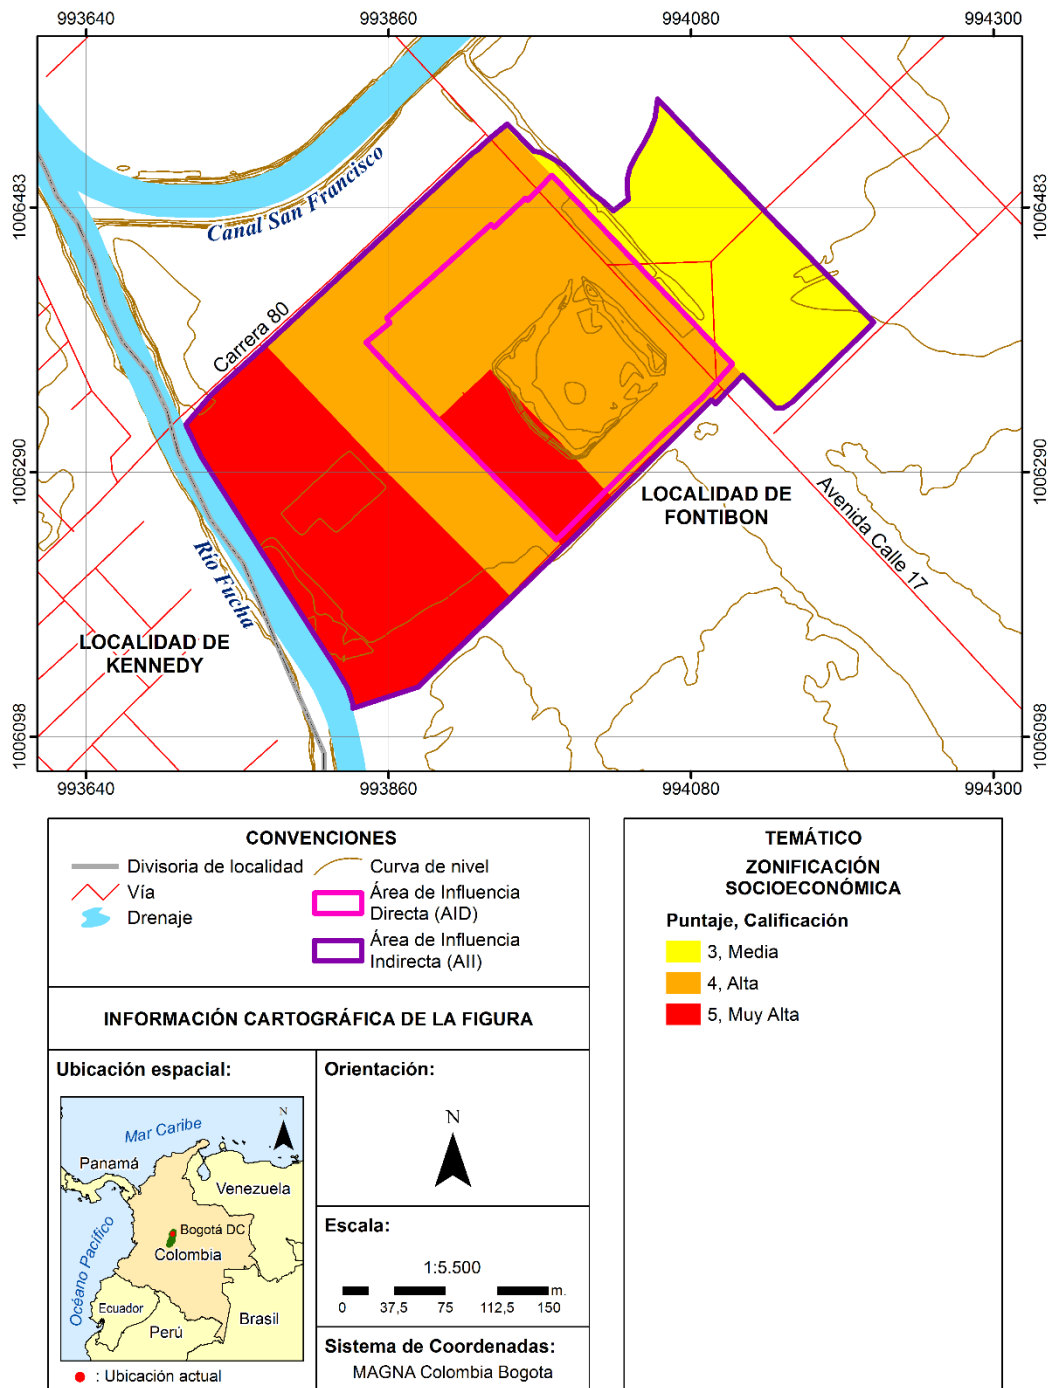 993640
993860
994080
994300
1006483
1006483
Canal San Francisco
Carrera 80
1006290
1006290
LOCALIDAD DE
FONTIBON
Avenida Calle 17
Río Fucha
LOCALIDAD DE
KENNEDY
1006098
1006098
993640
993860
994080
994300
CONVENCIONES
Divisoria de localidad
Vía
Drenaje
Curva de nivel
Área de Influencia
Directa (AID)
Área de Influencia
Indirecta (AII)
INFORMACIÓN CARTOGRÁFICA DE LA FIGURA
Ubicación espacial:
N
Mar Caribe
Panamá
Venezuela
Bogotá DC
Colombia
Océano Pacífico
Ecuador
Perú
Brasil
: Ubicación actual
Orientación:
N
Escala:
1:5.500
m.
0 37,5 75 112,5 150
Sistema de Coordenadas:
MAGNA Colombia Bogota
TEMÁTICO
ZONIFICACIÓN
SOCIOECONÓMICA
Puntaje, Calificación
3, Media
4, Alta
5, Muy Alta